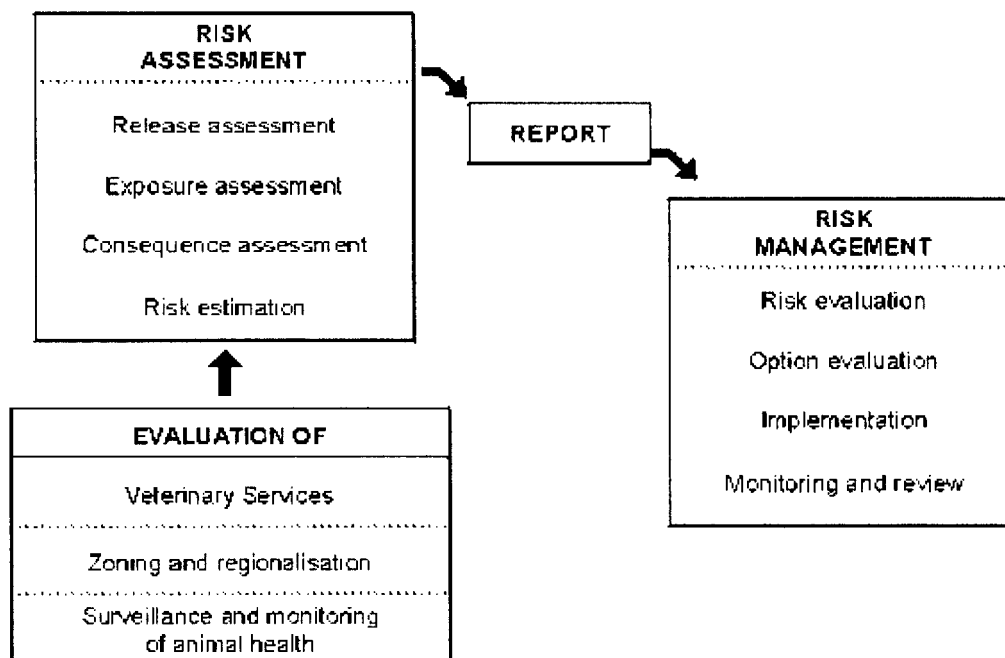 RISK
ASSESSMENT
Release assessment
Exposure assessment
Consequence assessment
Risk estimation
REPORT
RISK
MANAGEMENT
Risk evaluation
Option evaluation
Implementation
Monitoring and review
EVALUATION OF
Veterinary Services
Zoning and regionalisation
Surveillance and monitoring
of animal health